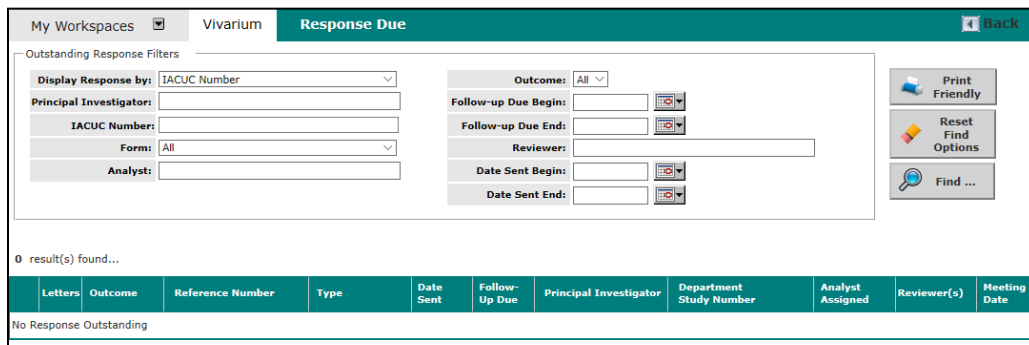 My Workspaces Vivarium Response Due Back
Outstanding Response Filters
Display Response by: IACUC Number
Principal Investigator:
IACUC Number:
Form: All
Analyst:
Outcome: All
Follow-up Due Begin:
Follow-up Due End:
Reviewer:
Date Sent Begin:
Date Sent End:
Print
Friendly
Reset
Find
Options
Find ...
0 result(s) found...
Letters Outcome Reference Number Type Date Sent Follow-Up Due Principal Investigator Department Study Number Analyst Assigned Reviewer(s) Meeting Date
No Response Outstanding